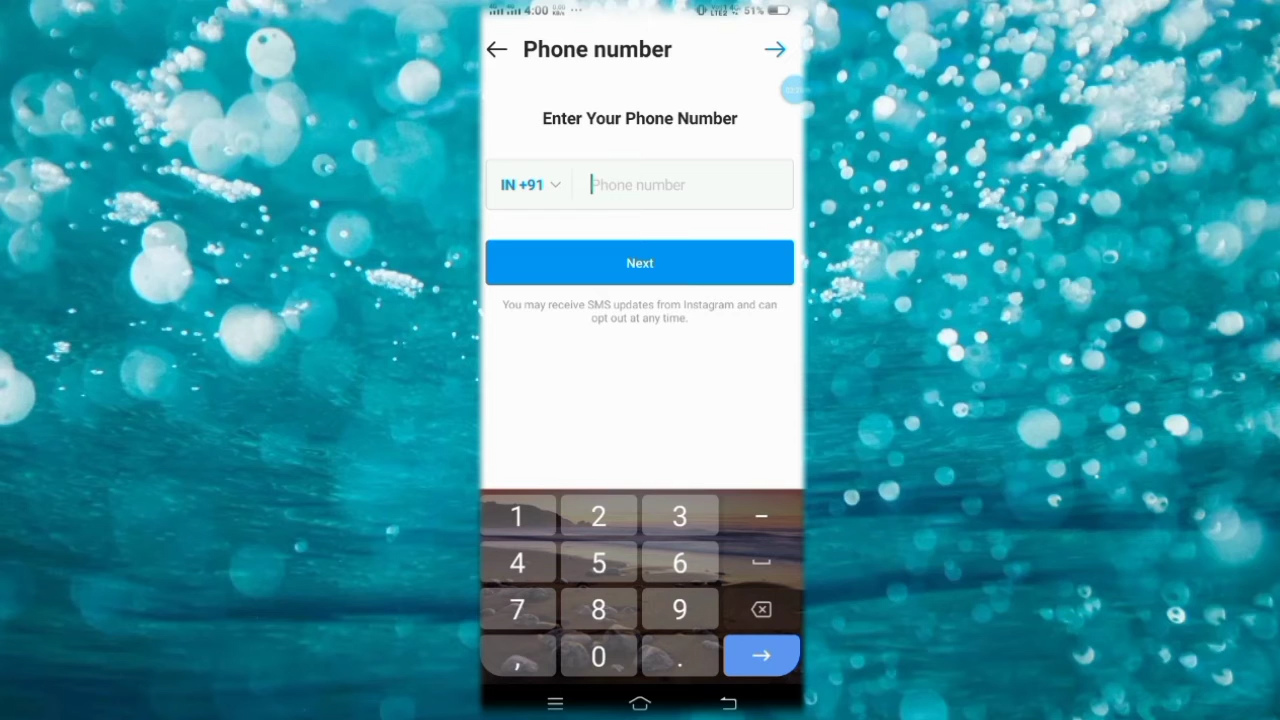 4:00 51%
Phone number
Enter Your Phone Number
IN +91 Phone number
Next
You may receive SMS updates from Instagram and can
opt out at any time.
1 2 3 -
4 5 6
7 8 9
, 0 .